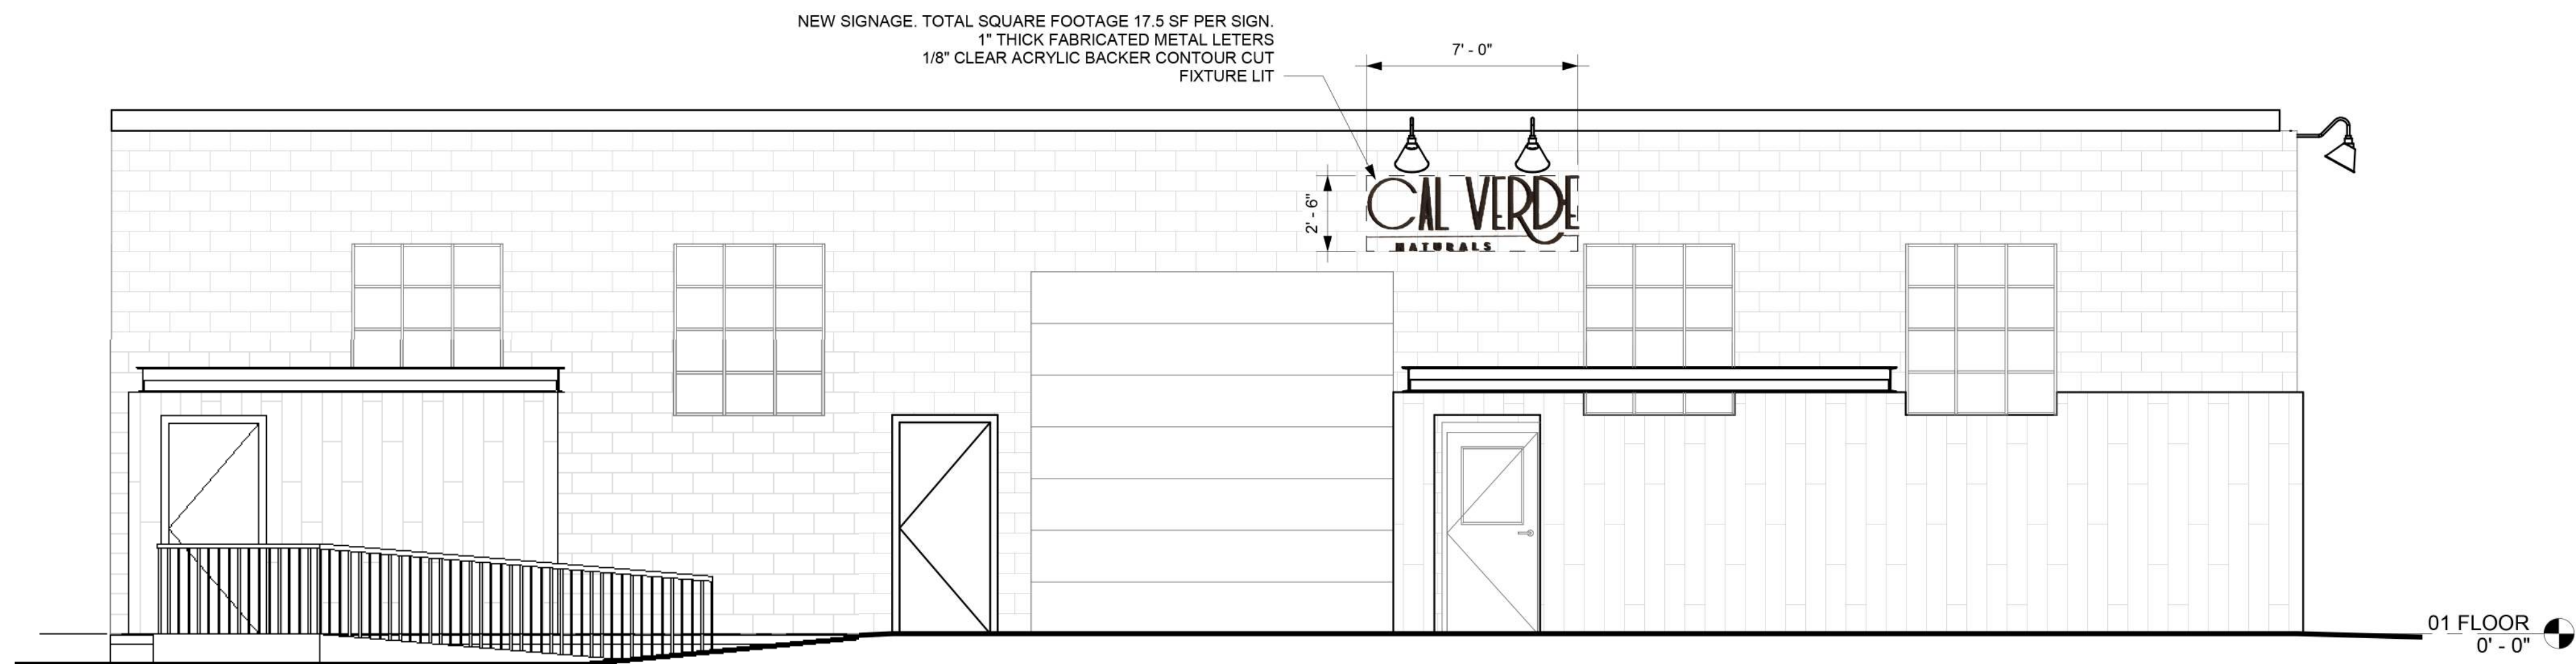 NEW SIGNAGE. TOTAL SQUARE FOOTAGE 17.5 SF PER SIGN.
1" THICK FABRICATED METAL LETERS
1/8" CLEAR ACRYLIC BACKER CONTOUR CUT
FIXTURE LIT
7' - 0"
2' - 6"
CAL VERDE
NATURALS
01 FLOOR
0' - 0"